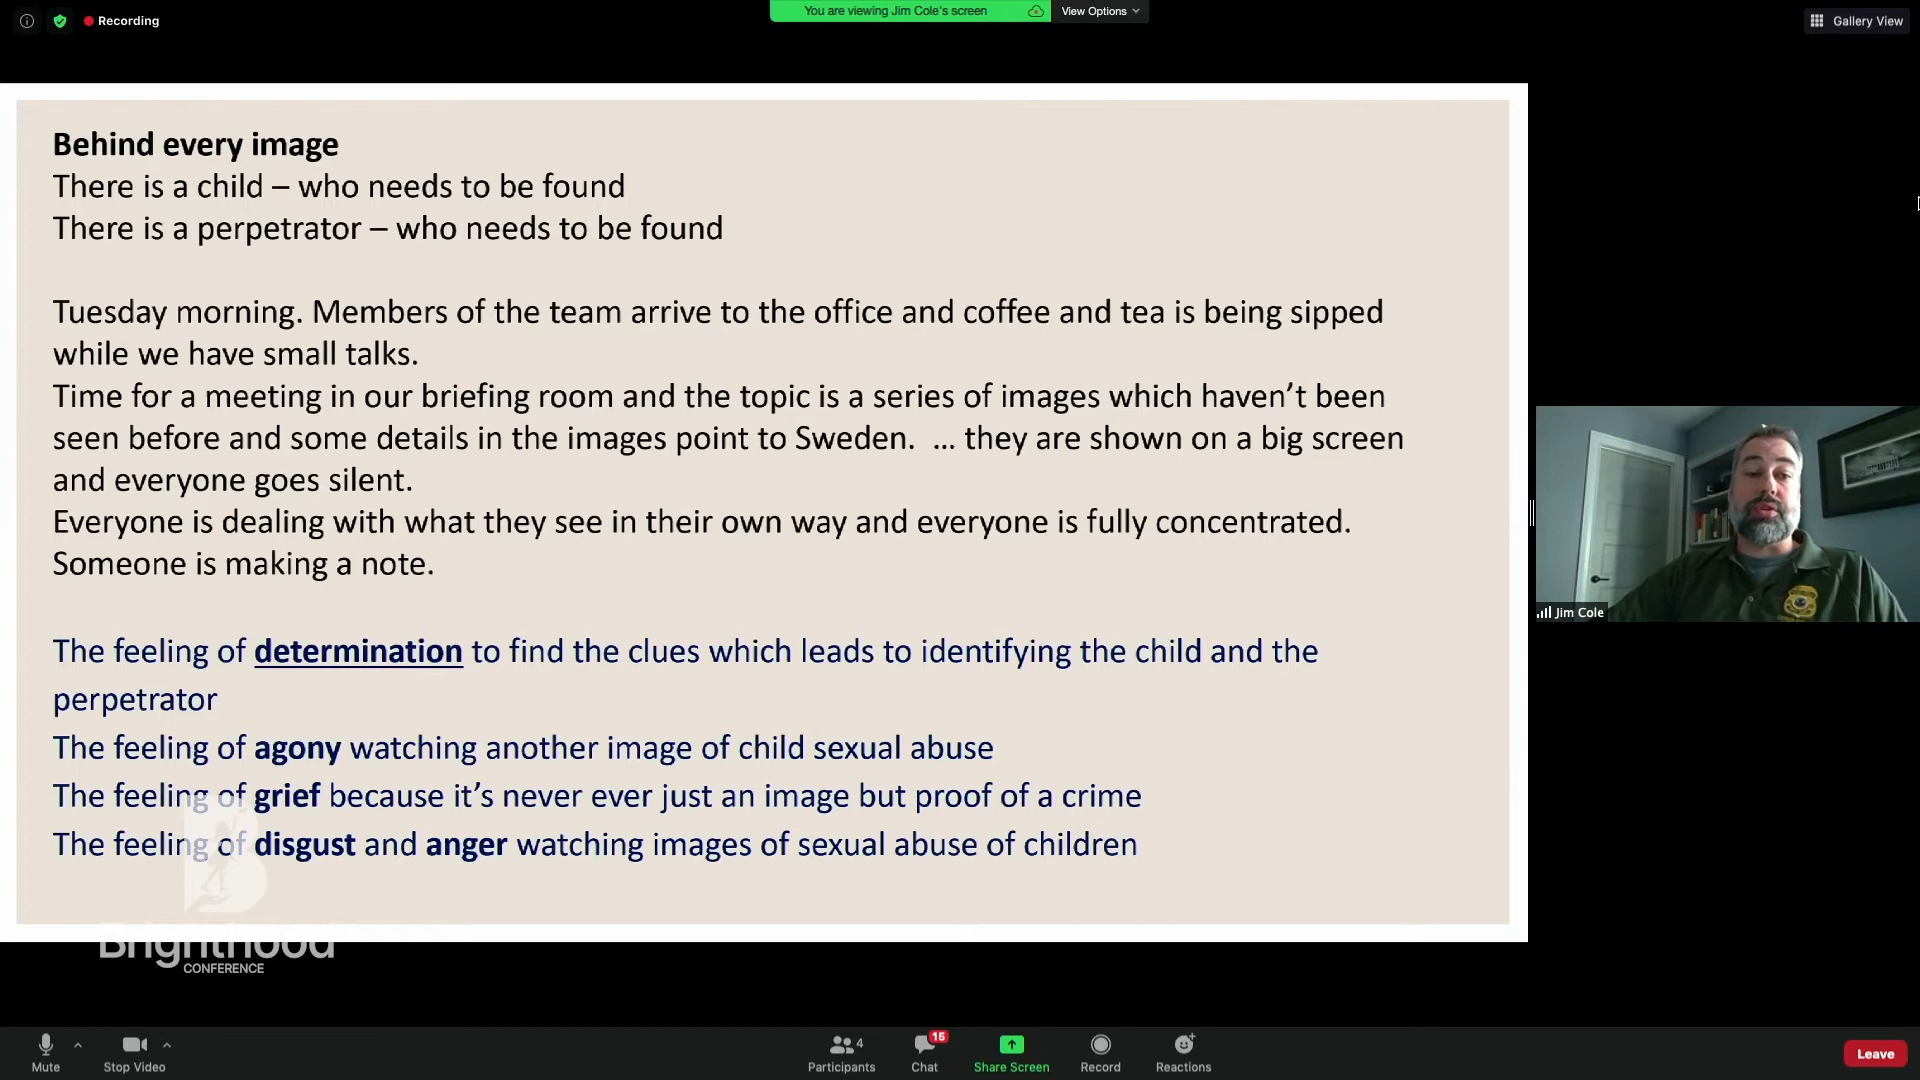 Recording
You are viewing Jim Cole's screen
View Options
Gallery View
Behind every image
There is a child – who needs to be found
There is a perpetrator – who needs to be found
Tuesday morning. Members of the team arrive to the office and coffee and tea is being sipped
while we have small talks.
Time for a meeting in our briefing room and the topic is a series of images which haven't been
seen before and some details in the images point to Sweden. ... they are shown on a big screen
and everyone goes silent.
Everyone is dealing with what they see in their own way and everyone is fully concentrated.
Someone is making a note.
The feeling of determination to find the clues which leads to identifying the child and the
perpetrator
The feeling of agony watching another image of child sexual abuse
The feeling of grief because it's never ever just an image but proof of a crime
The feeling of disgust and anger watching images of sexual abuse of children
Jim Cole
Brighthood
CONFERENCE
Mute
Stop Video
4
Participants
15
Chat
Share Screen
Record
Reactions
Leave